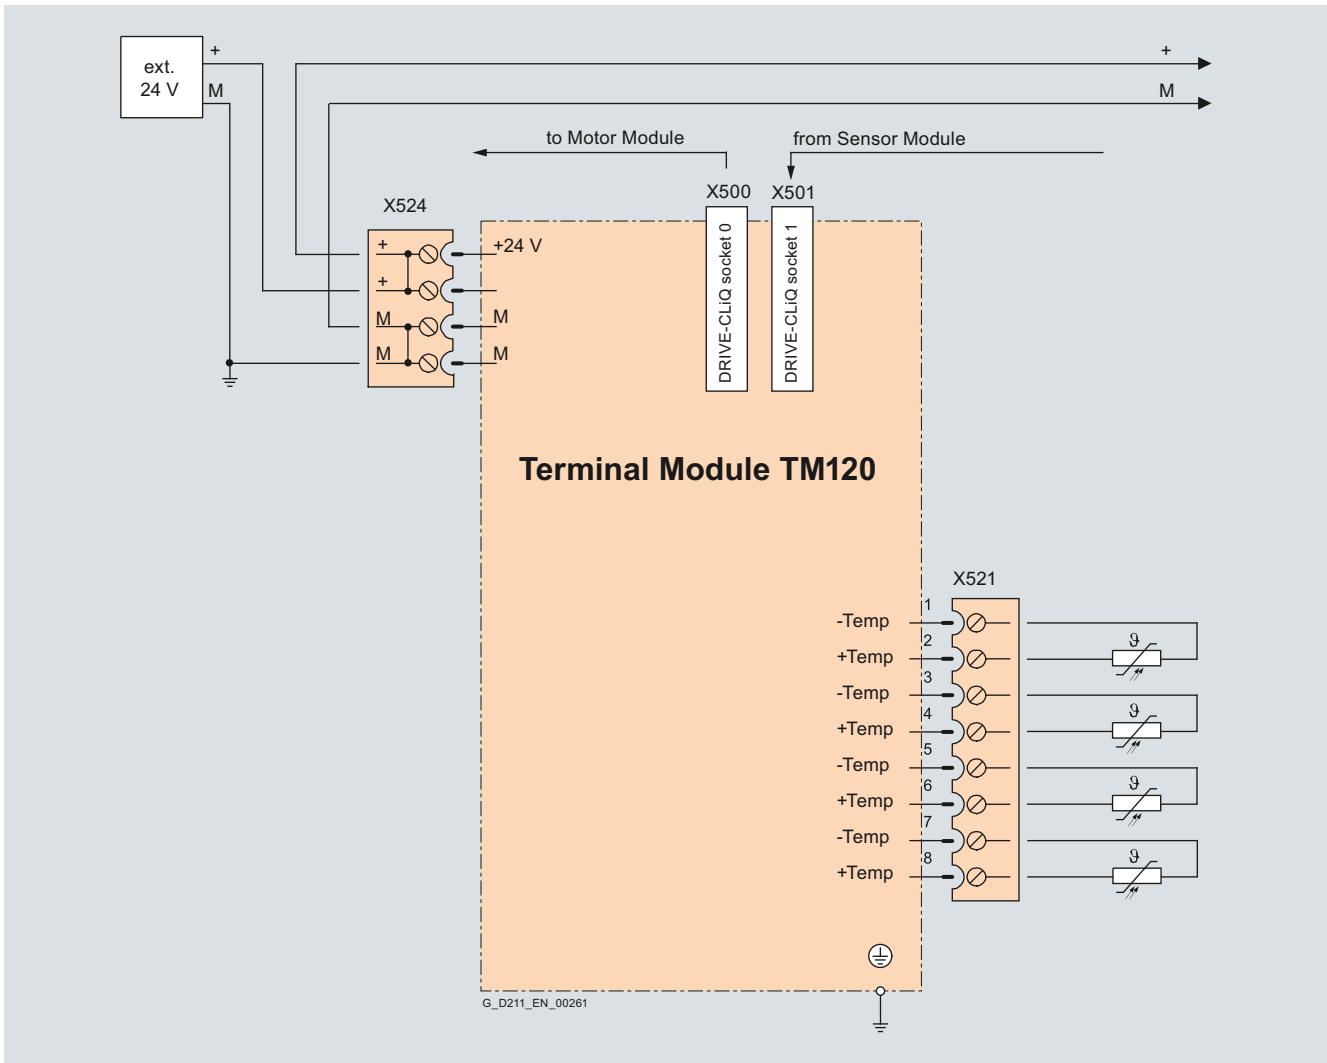 ext.
24 V
+
M
+
M
to Motor Module
from Sensor Module
X500
X501
X524
DRIVE-CLiQ socket 0
DRIVE-CLiQ socket 1
+
+24 V
+
M
M
M
M
Terminal Module TM120
X521
-Temp
1
+Temp
2
-Temp
3
+Temp
4
-Temp
5
+Temp
6
-Temp
7
+Temp
8
ϑ
ϑ
ϑ
ϑ
G_D211_EN_00261